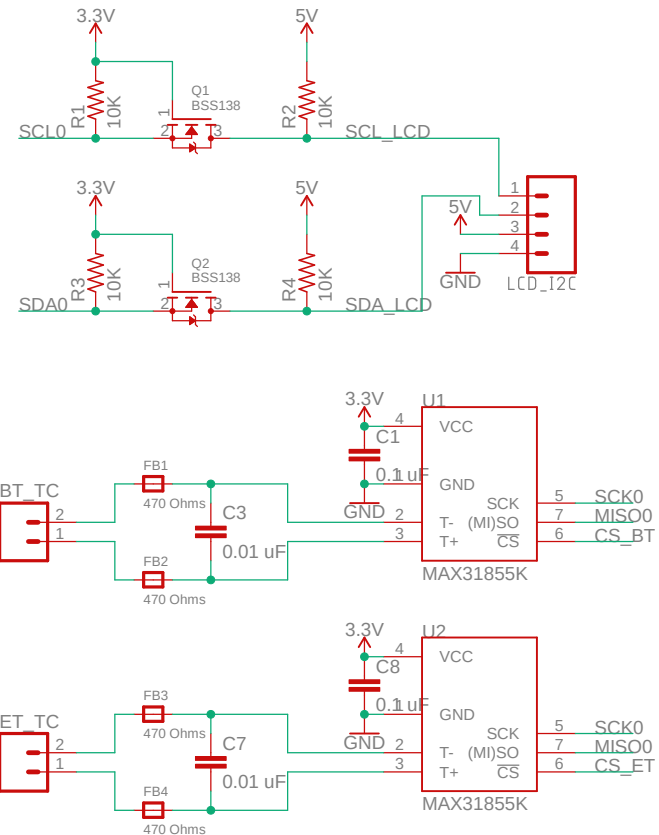 3.3V
5V
Q1
BSS138
R1
10K
1
2
3
R2
10K
SCL0
SCL_LCD
3.3V
5V
Q2
BSS138
R3
10K
1
2
3
R4
10K
SDA0
SDA_LCD
1
2
3
4
5V
GND
LCD_I2C
3.3V
U1
4
VCC
C1
0.1 uF
GND
GND
BT_TC
2
1
FB1
470 Ohms
C3
0.01 uF
FB2
470 Ohms
2
T-
3
T+
SCK
5
SCK0
(MI)SO
7
MISO0
CS
6
CS_BT
MAX31855K
3.3V
U2
4
VCC
C8
0.1 uF
GND
GND
ET_TC
2
1
FB3
470 Ohms
C7
0.01 uF
FB4
470 Ohms
2
T-
3
T+
SCK
5
SCK0
(MI)SO
7
MISO0
CS
6
CS_ET
MAX31855K